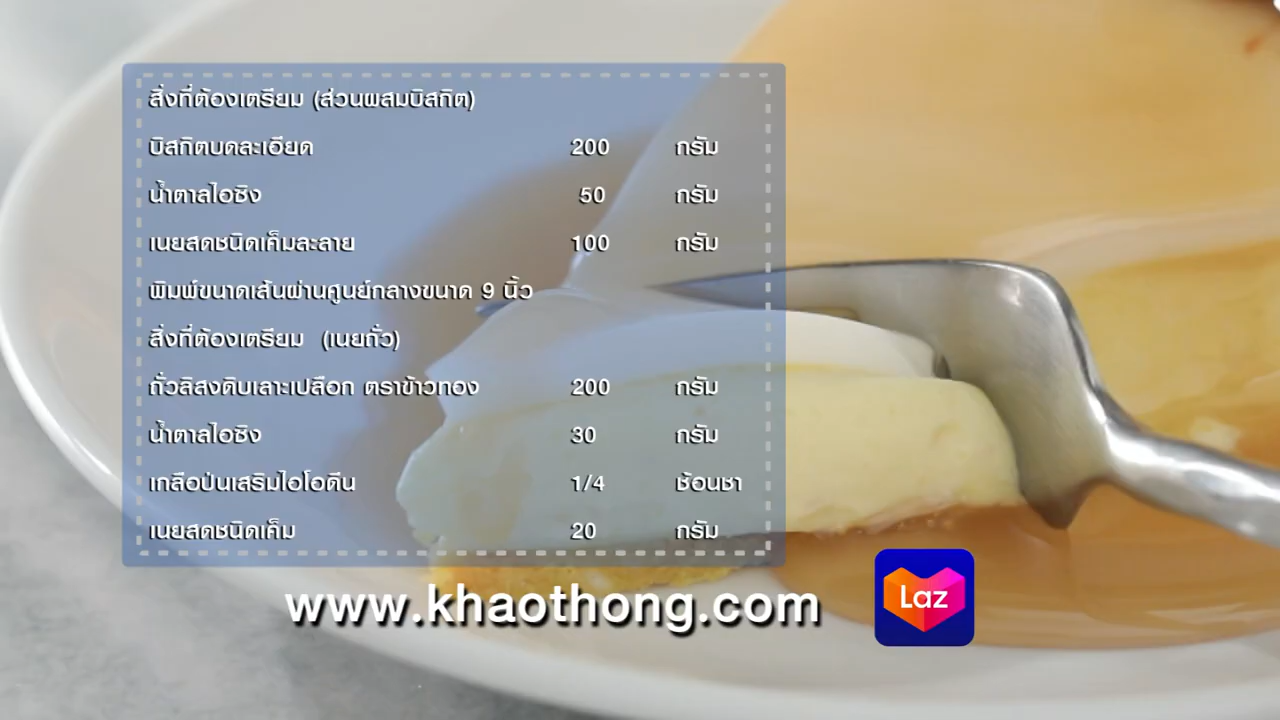 สิ่งที่ต้องเตรียม (ส่วนผสมบิสกิต)
บิสกิตบดละเอียด 200 กรัม
น้ำตาลไอซิง 50 กรัม
เนยสดชนิดเค็มละลาย 100 กรัม
พิมพ์ขนาดเส้นผ่านศูนย์กลางขนาด 9 นิ้ว
สิ่งที่ต้องเตรียม (เนยถั่ว)
ถั่วลิสงดิบเลาะเปลือก ตราข้าวทอง 200 กรัม
น้ำตาลไอซิง 30 กรัม
เกลือป่นเสริมไอโอดีน 1/4 ช้อนชา
เนยสดชนิดเค็ม 20 กรัม
www.khaothong.com
Laz